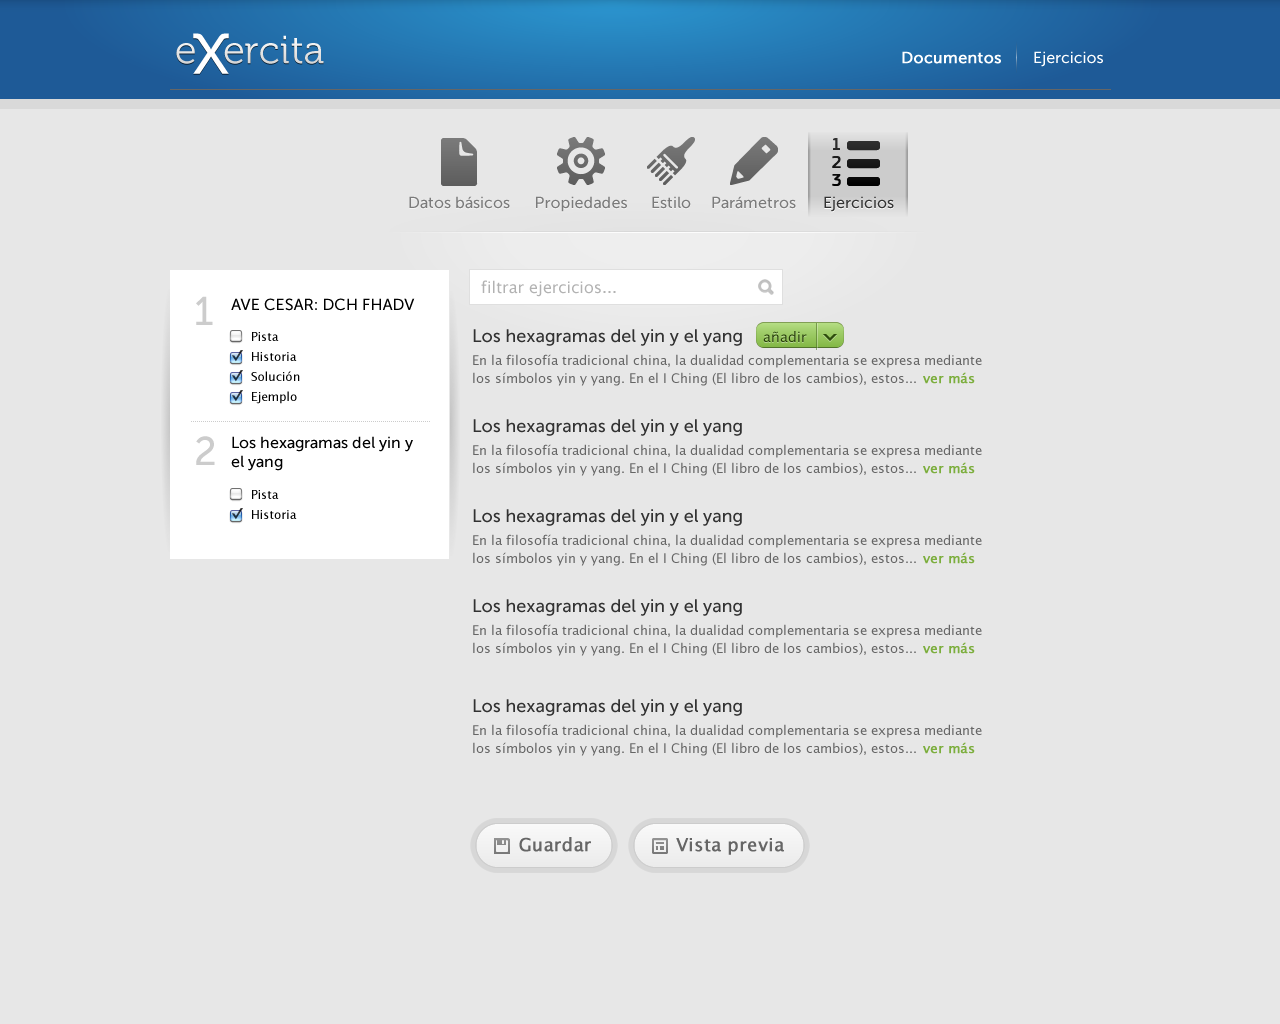 eXercita
Documentos
Ejercicios
1
2
3
Datos básicos
Propiedades
Estilo
Parámetros
Ejercicios
1
AVE CESAR: DCH FHADV
Pista
Historia
Solución
Ejemplo
2
Los hexagramas del yin y
el yang
Pista
Historia
filtrar ejercicios...
Los hexagramas del yin y el yang
añadir
En la filosofía tradicional china, la dualidad complementaria se expresa mediante
los símbolos yin y yang. En el I Ching (El libro de los cambios), estos... ver más
Los hexagramas del yin y el yang
En la filosofía tradicional china, la dualidad complementaria se expresa mediante
los símbolos yin y yang. En el I Ching (El libro de los cambios), estos... ver más
Los hexagramas del yin y el yang
En la filosofía tradicional china, la dualidad complementaria se expresa mediante
los símbolos yin y yang. En el I Ching (El libro de los cambios), estos... ver más
Los hexagramas del yin y el yang
En la filosofía tradicional china, la dualidad complementaria se expresa mediante
los símbolos yin y yang. En el I Ching (El libro de los cambios), estos... ver más
Los hexagramas del yin y el yang
En la filosofía tradicional china, la dualidad complementaria se expresa mediante
los símbolos yin y yang. En el I Ching (El libro de los cambios), estos... ver más
Guardar
Vista previa